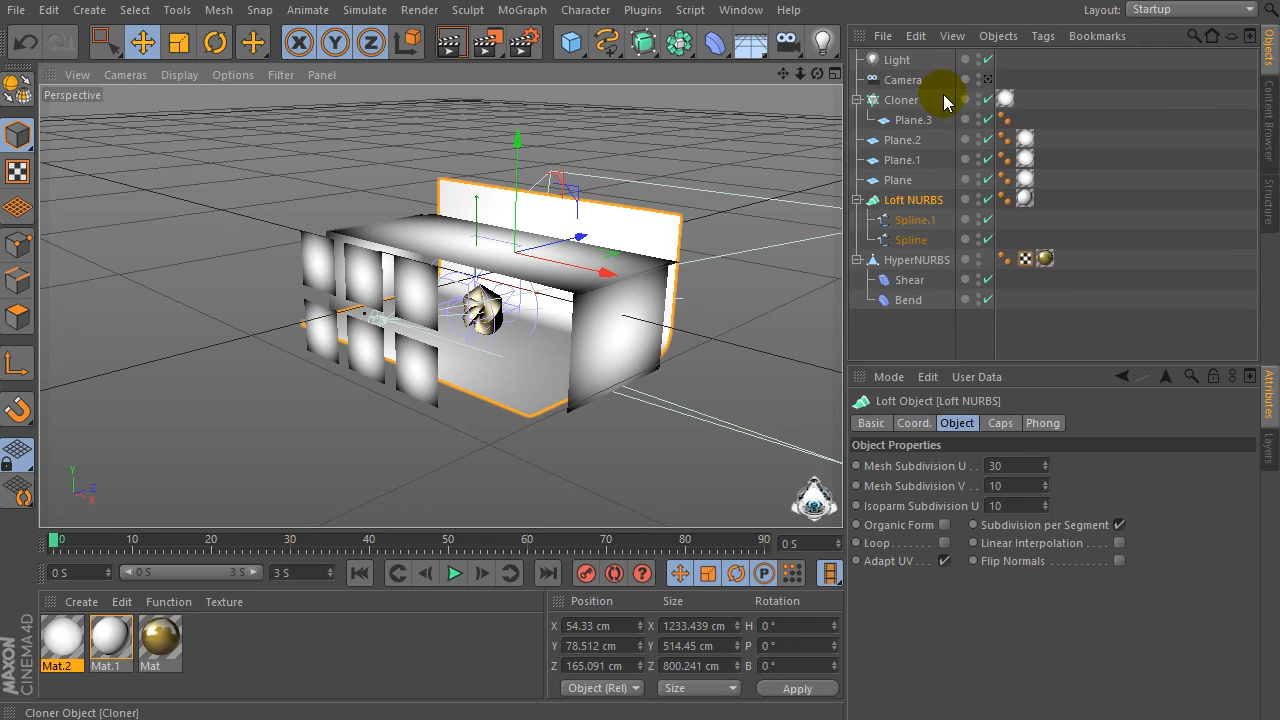 File Edit Create Select Tools Mesh Snap Animate Simulate Render Sculpt MoGraph Character Plugins Script Window Help Layout: Startup
File Edit View Objects Tags Bookmarks
View Cameras Display Options Filter Panel
Perspective
Light
Camera
Cloner
Plane.3
Plane.2
Plane.1
Plane
Loft NURBS
Spline.1
Spline
HyperNURBS
Shear
Bend
Objects
Content Browser
Structure
Mode Edit User Data
Loft Object [Loft NURBS]
Basic Coord. Object Caps Phong
Object Properties
Mesh Subdivision U . . 30
Mesh Subdivision V . . 10
Isoparm Subdivision U 10
Organic Form Subdivision per Segment
Loop. . . . . . . Linear Interpolation . . . .
Adapt UV . . . Flip Normals . . . . . . . . . .
Attributes
Layers
Y
Z
X
0 10 20 30 40 50 60 70 80 90 0 S
0 S 0 S 3 S 3 S
Create Edit Function Texture
Mat.2 Mat.1 Mat
Position Size Rotation
X 54.33 cm X 1233.439 cm H 0 °
Y 78.512 cm Y 514.45 cm P 0 °
Z 165.091 cm Z 800.241 cm B 0 °
Object (Rel) Size Apply
MAXON
CINEMA 4D
Cloner Object [Cloner]